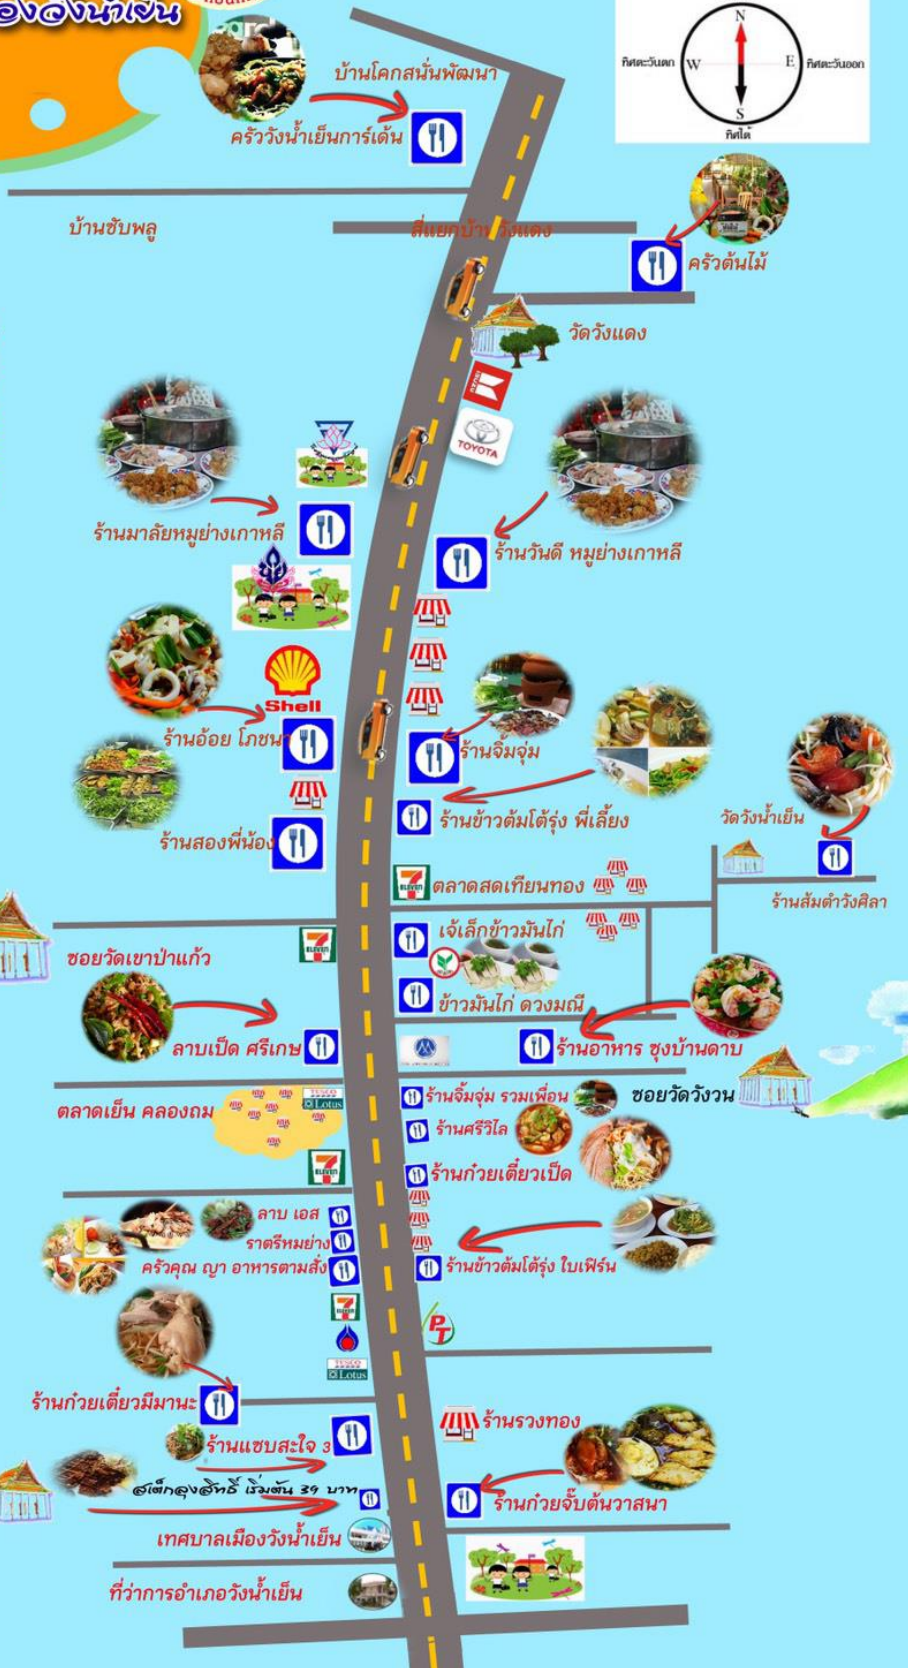 องวังน้ำเย็น
N
ทิศตะวันตก
W
E
ทิศตะวันออก
S
ทิศใต้
บ้านโคกสนั่นพัฒนา
ครัววังน้ำเย็นการ์เด้น
บ้านซับพลู
สี่แยกบ้านวังแดง
ครัวต้นไม้
วัดวังแดง
ISUZU
TOYOTA
ร้านมาลัยหมูย่างเกาหลี
ร้านวันดี หมูย่างเกาหลี
Shell
ร้านอ้อย โภชนา
ร้านจิ้มจุ่ม
ร้านข้าวต้มโต้รุ่ง พี่เลี้ยง
ร้านสองพี่น้อง
วัดวังน้ำเย็น
ร้านส้มตำวังศิลา
7 ELEVEN
ตลาดสดเทียนทอง
เจ้เล็กข้าวมันไก่
7 ELEVEN
ซอยวัดเขาป่าแก้ว
ข้าวมันไก่ ดวงมณี
ลาบเป็ด ศรีเกษ
ร้านอาหาร ซุงบ้านดาบ
ตลาดเย็น คลองถม
TESCO
Lotus
ร้านจิ้มจุ่ม รวมเพื่อน
ซอยวัดวังวน
ร้านศรีวิไล
7 ELEVEN
ร้านก๋วยเตี๋ยวเป็ด
ลาบ เอส
ราตรีหมย่าง
ครัวคุณ ญา อาหารตามสั่ง
ร้านข้าวต้มโต้รุ่ง ใบเฟิร์น
7 ELEVEN
PT
TESCO
Lotus
ร้านก๋วยเตี๋ยวมีมานะ
ร้านรวงทอง
ร้านแซบสะใจ 3
สเต็กลุงสิทธิ์ เริ่มต้น 39 บาท
ร้านก๋วยจั๊บต้นวาสนา
เทศบาลเมืองวังน้ำเย็น
ที่ว่าการอำเภอวังน้ำเย็น